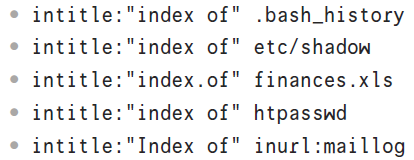 • intitle:"index of" .bash_history
• intitle:"index of" etc/shadow
• intitle:"index.of" finances.xls
• intitle:"index of" htpasswd
• intitle:"Index of" inurl:maillog